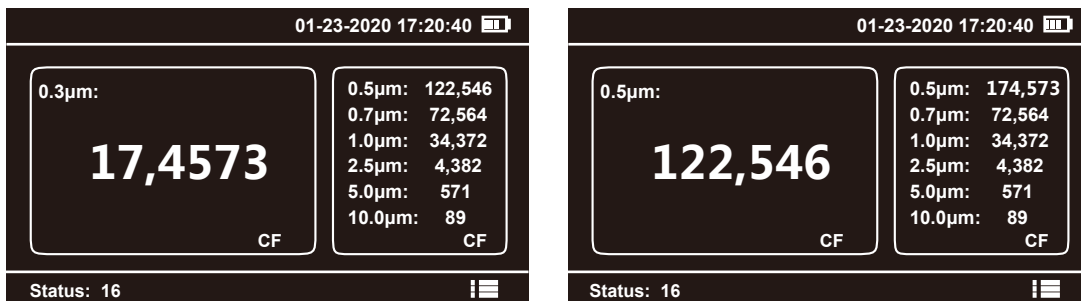 01-23-2020 17:20:40
0.3µm:
17,4573
CF
0.5µm: 122,546
0.7µm: 72,564
1.0µm: 34,372
2.5µm: 4,382
5.0µm: 571
10.0µm: 89
CF
Status: 16
01-23-2020 17:20:40
0.5µm:
122,546
CF
0.5µm: 174,573
0.7µm: 72,564
1.0µm: 34,372
2.5µm: 4,382
5.0µm: 571
10.0µm: 89
CF
Status: 16